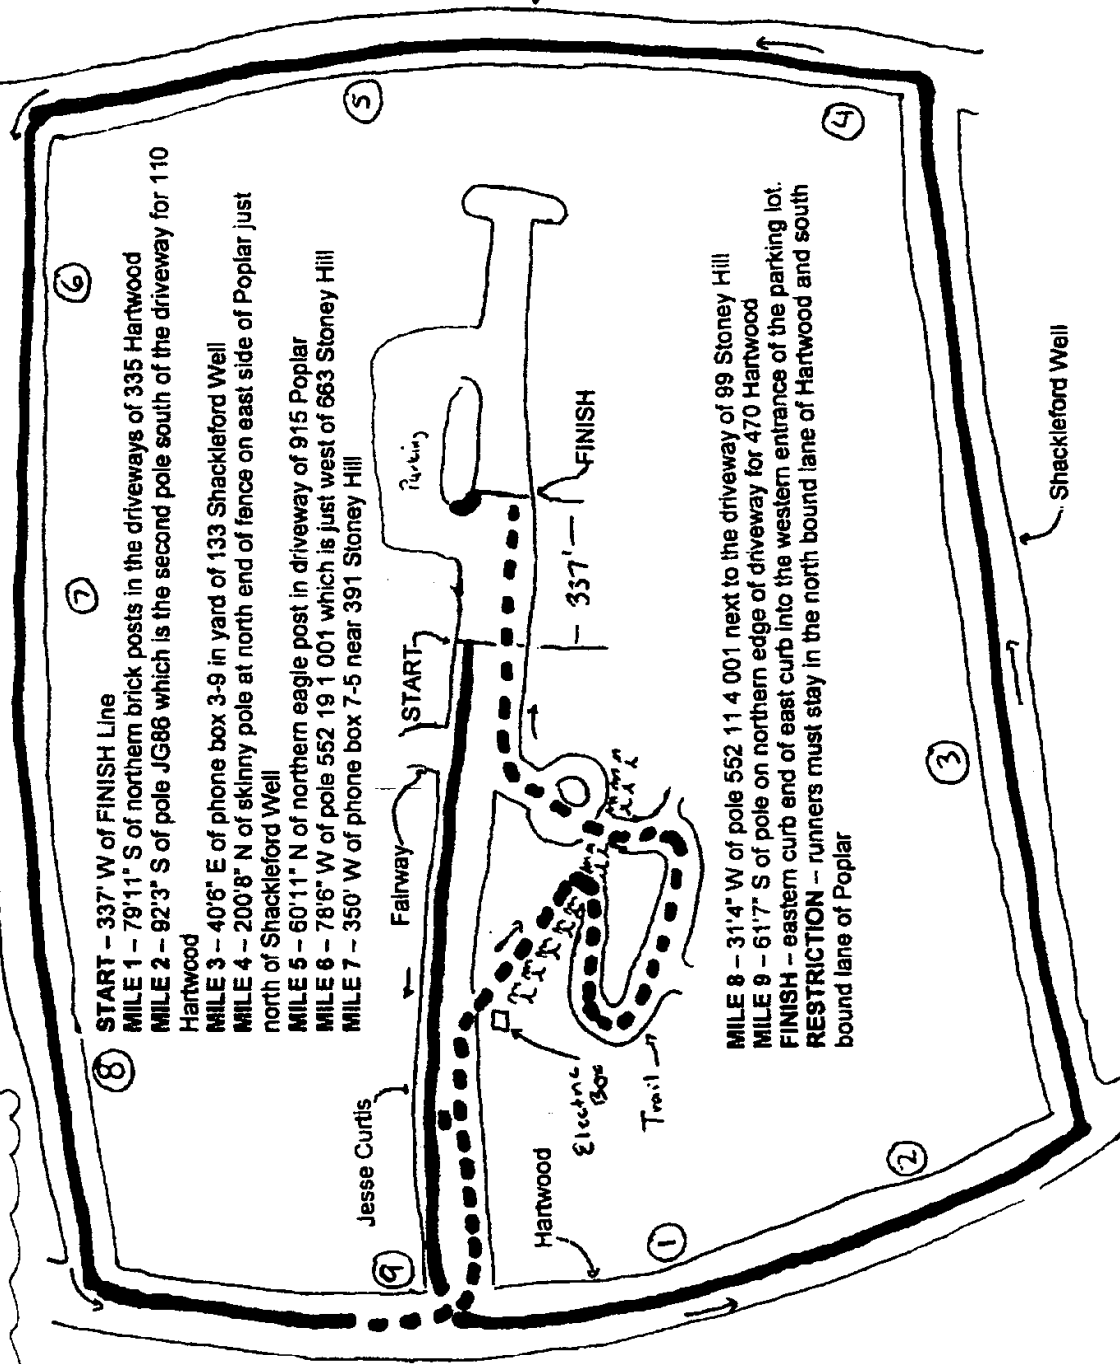 START – 337' W of FINISH Line
MILE 1 – 79'11" S of northern brick posts in the driveways of 335 Hartwood
MILE 2 – 92'3" S of pole JG86 which is the second pole south of the driveway for 110
Hartwood
MILE 3 – 40'6" E of phone box 3-9 in yard of 133 Shackleford Well
MILE 4 – 200'8" N of skinny pole at north end of fence on east side of Poplar just
north of Shackleford Well
MILE 5 – 60'11" N of northern eagle post in driveway of 915 Poplar
MILE 6 – 78'6" W of pole 552 19 1 001 which is just west of 663 Stoney Hill
MILE 7 – 350' W of phone box 7-5 near 391 Stoney Hill
Jesse Curtis
Fairway
START
Parking
FINISH
337'
Electric
Box
Trail
Hartwood
MILE 8 – 31'4" W of pole 552 11 4 001 next to the driveway of 99 Stoney Hill
MILE 9 – 61'7" S of pole on northern edge of driveway for 470 Hartwood
FINISH – eastern curb end of east curb into the western entrance of the parking lot.
RESTRICTION – runners must stay in the north bound lane of Hartwood and south
bound lane of Poplar
Shackleford Well
1
2
3
4
5
6
7
8
9